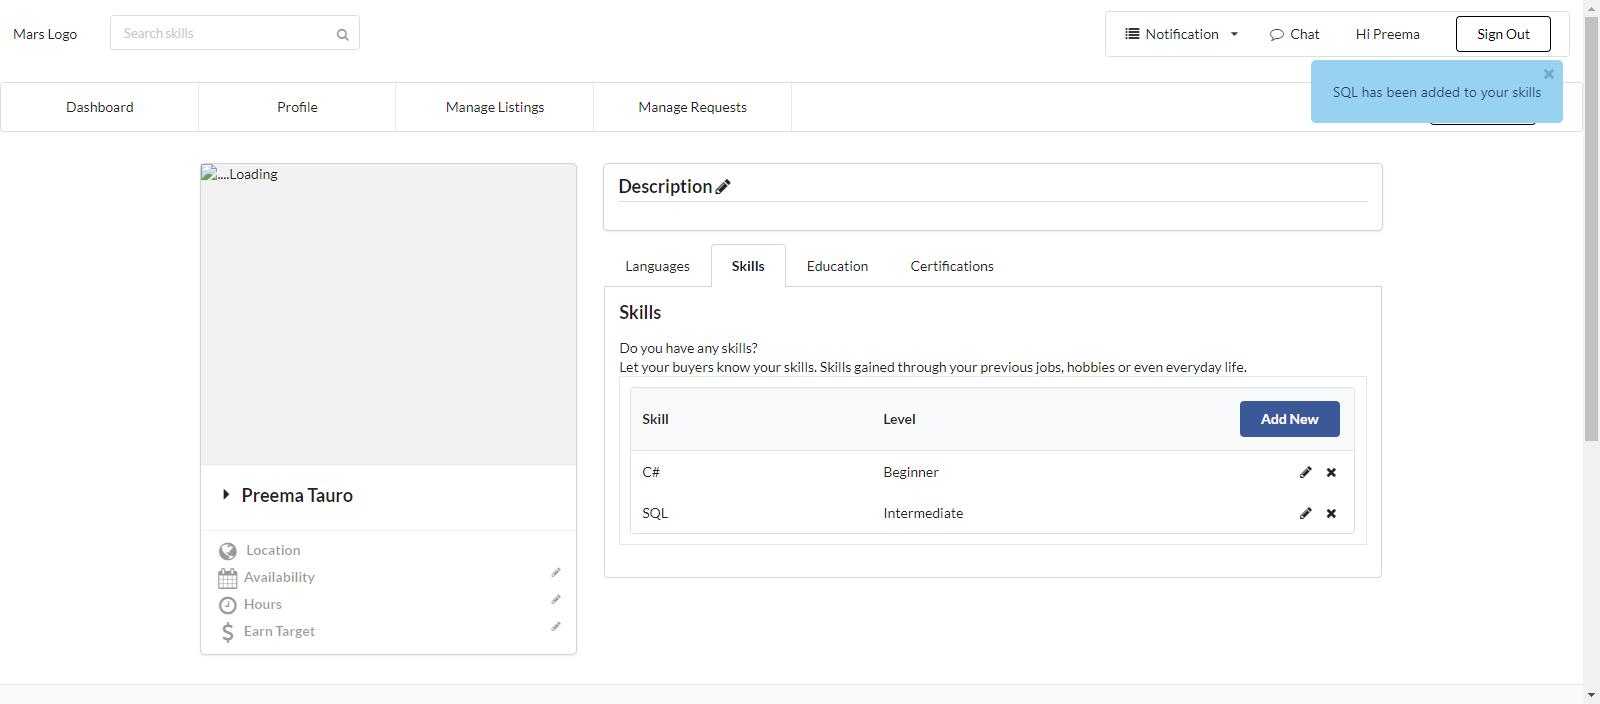 Mars Logo
Search skills
Notification
Chat
Hi Preema
Sign Out
SQL has been added to your skills
Dashboard
Profile
Manage Listings
Manage Requests
....Loading
Preema Tauro
Location
Availability
Hours
Earn Target
Description
Languages
Skills
Education
Certifications
Skills
Do you have any skills?
Let your buyers know your skills. Skills gained through your previous jobs, hobbies or even everyday life.
Skill
Level
Add New
C#
Beginner
SQL
Intermediate